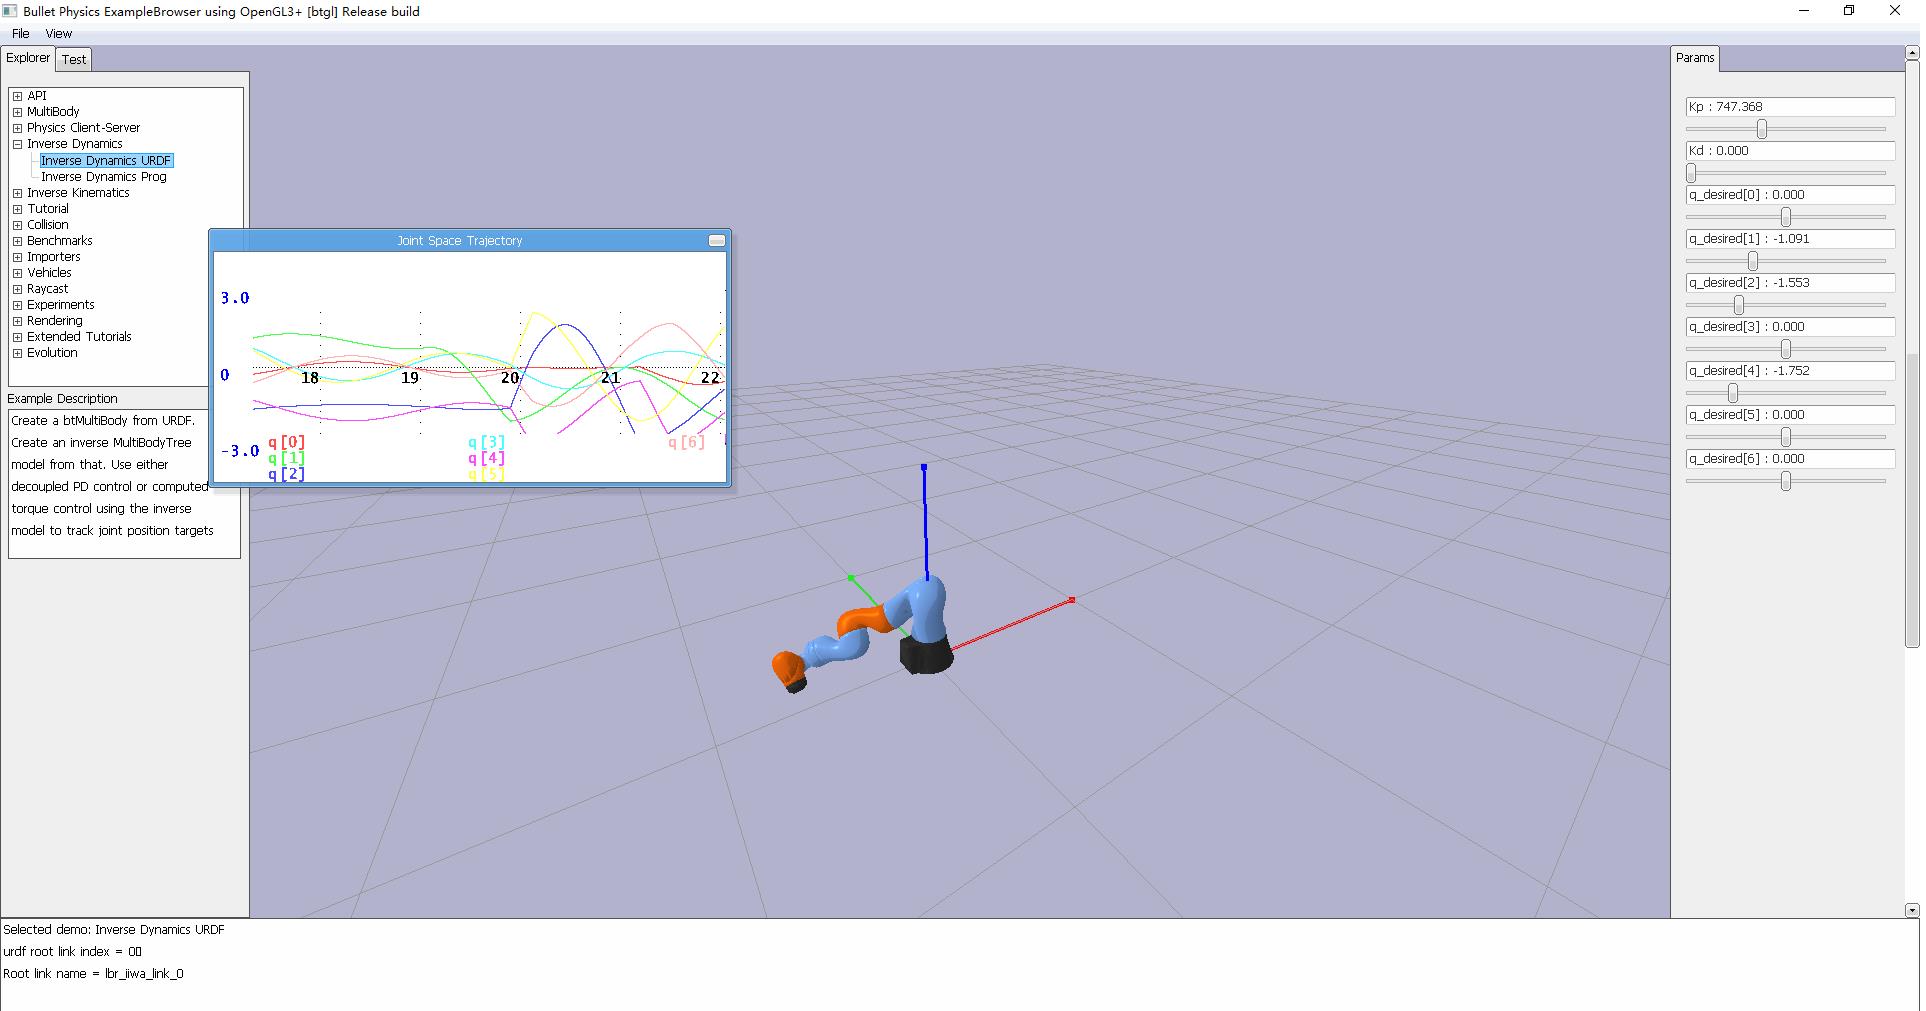 Bullet Physics ExampleBrowser using OpenGL3+ [btgl] Release build
File View
Explorer Test
API
MultiBody
Physics Client-Server
Inverse Dynamics
Inverse Dynamics URDF
Inverse Dynamics Prog
Inverse Kinematics
Tutorial
Collision
Benchmarks
Importers
Vehicles
Raycast
Experiments
Rendering
Extended Tutorials
Evolution
Example Description
Create a btMultiBody from URDF.
Create an inverse MultiBodyTree
model from that. Use either
decoupled PD control or computed
torque control using the inverse
model to track joint position targets
Joint Space Trajectory
3.0
0
-3.0
18 19 20 21 22
q[0] q[3] q[6]
q[1] q[4]
q[2] q[5]
Params
Kp : 747.368
Kd : 0.000
q_desired[0] : 0.000
q_desired[1] : -1.091
q_desired[2] : -1.553
q_desired[3] : 0.000
q_desired[4] : -1.752
q_desired[5] : 0.000
q_desired[6] : 0.000
Selected demo: Inverse Dynamics URDF
urdf root link index = 0
Root link name = lbr_iiwa_link_0